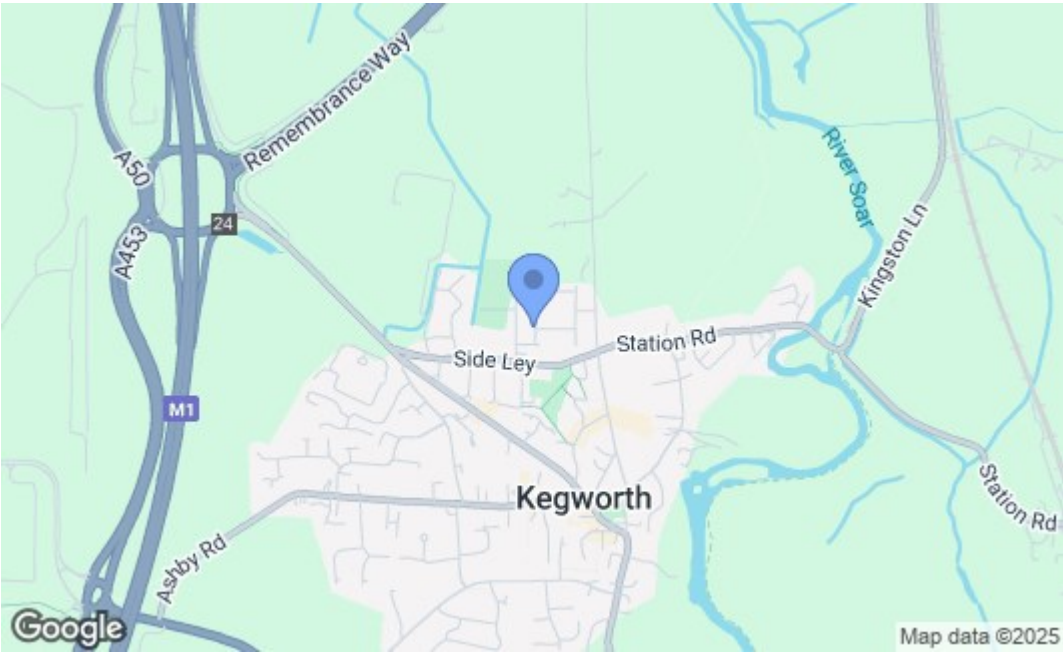 Remembrance Way
A50
24
A453
River Soar
Kingston Ln
Station Rd
Side Ley
M1
Kegworth
Station Rd
Ashby Rd
Google
Map data ©2025